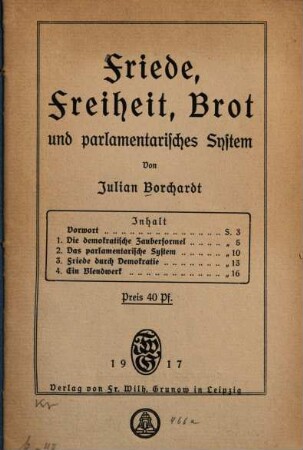 Friede,
Freiheit, Brot
und parlamentarisches System
Von
Julian Borchardt
Inhalt
Vorwort . . . . . . . . . . . . . . . . S. 3
1. Die demokratische Zauberformel . . . „ 6
2. Das parlamentarische System . . . . . „ 10
3. Friede durch Demokratie . . . . . . . „ 13
4. Ein Blendwerk . . . . . . . . . . . . „ 16
Preis 40 Pf.
1917
Verlag von Fr. Wilh. Grunow in Leipzig
466a